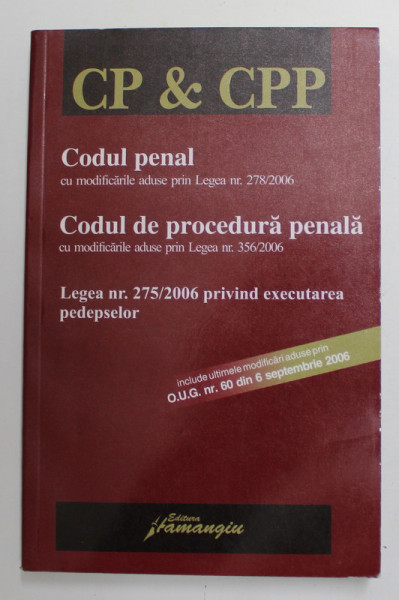 CP & CPP
Codul penal
cu modificările aduse prin Legea nr. 278/2006
Codul de procedură penală
cu modificările aduse prin Legea nr. 356/2006
Legea nr. 275/2006 privind executarea
pedepselor
include ultimele modificări aduse prin
O.U.G. nr. 60 din 6 septembrie 2006
Editura
Hamangiu